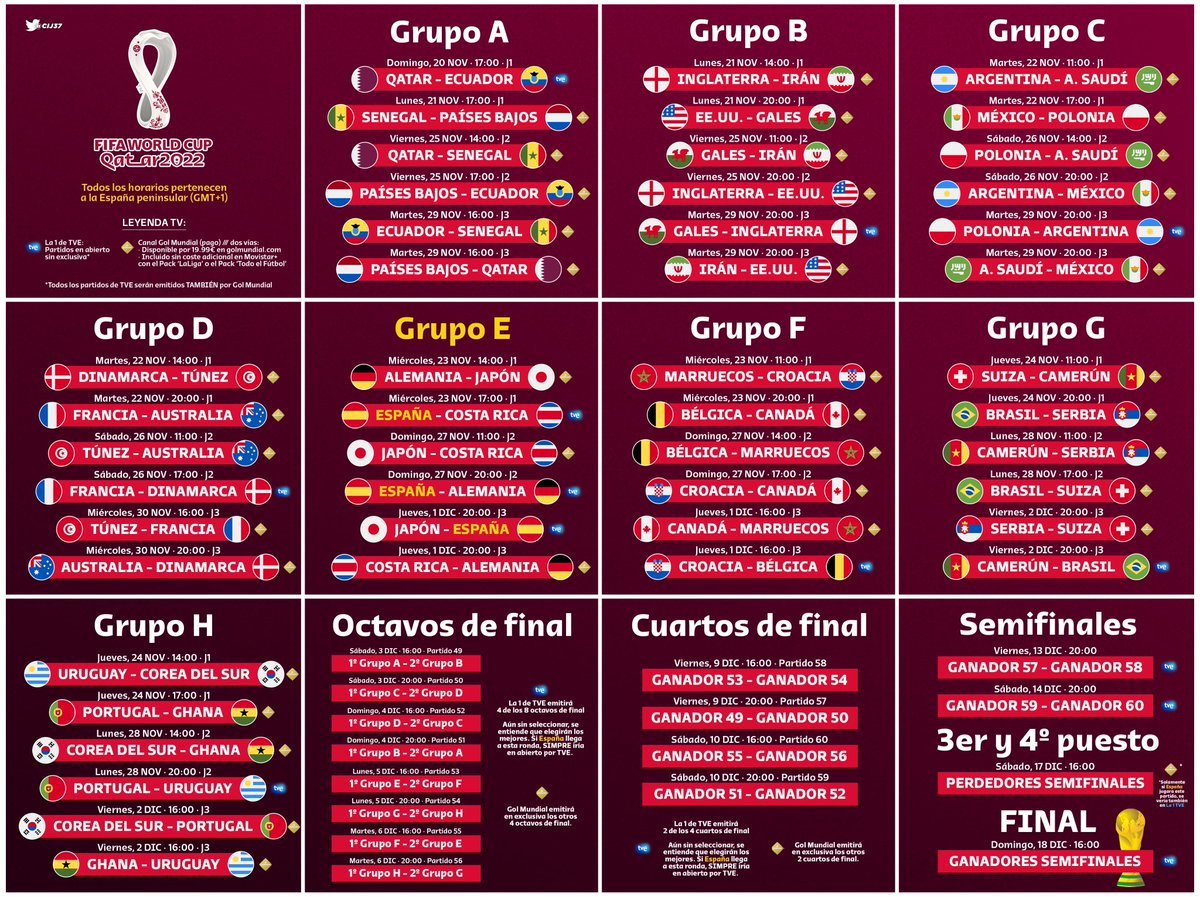 CIJ37
FIFA WORLD CUP
Qatar2022
Todos los horarios pertenecen
a la España peninsular (GMT+1)
LEYENDA TV:
La 1 de TVE:
Partidos en abierto
sin exclusiva*
Canal Gol Mundial (pago) // dos vias:
· Disponible por 19.99€ en golmundial.com
· Incluido sin coste adicional en Movistar+
con el Pack 'LaLiga' o el Pack 'Todo el Fútbol'
*Todos los partidos de TVE serán emitidos TAMBIÉN por Gol Mundial
Grupo A
Domingo, 20 NOV · 17:00 · J1
QATAR - ECUADOR tve
Lunes, 21 NOV · 17:00 · J1
SENEGAL - PAÍSES BAJOS
Viernes, 25 NOV · 14:00 · J2
QATAR - SENEGAL
Viernes, 25 NOV · 17:00 · J2
PAÍSES BAJOS - ECUADOR
Martes, 29 NOV · 16:00 · J3
ECUADOR - SENEGAL
Martes, 29 NOV · 16:00 · J3
PAÍSES BAJOS - QATAR
Grupo B
Lunes, 21 NOV · 14:00 · J1
INGLATERRA - IRÁN
Lunes, 21 NOV · 20:00 · J1
EE.UU. - GALES
Viernes, 25 NOV · 11:00 · J2
GALES - IRÁN
Viernes, 25 NOV · 20:00 · J2
INGLATERRA - EE.UU.
Martes, 29 NOV · 20:00 · J3
GALES - INGLATERRA tve
Martes, 29 NOV · 20:00 · J3
IRÁN - EE.UU.
Grupo C
Martes, 22 NOV · 11:00 · J1
ARGENTINA - A. SAUDÍ
Martes, 22 NOV · 17:00 · J1
MÉXICO - POLONIA
Sábado, 26 NOV · 14:00 · J2
POLONIA - A. SAUDÍ
Sábado, 26 NOV · 20:00 · J2
ARGENTINA - MÉXICO
Martes, 29 NOV · 20:00 · J3
POLONIA - ARGENTINA tve
Martes, 29 NOV · 20:00 · J3
A. SAUDÍ - MÉXICO
Grupo D
Martes, 22 NOV · 14:00 · J1
DINAMARCA - TÚNEZ
Martes, 22 NOV · 20:00 · J1
FRANCIA - AUSTRALIA
Sábado, 26 NOV · 11:00 · J2
TÚNEZ - AUSTRALIA
Sábado, 26 NOV · 17:00 · J2
FRANCIA - DINAMARCA tve
Miércoles, 30 NOV · 16:00 · J3
TÚNEZ - FRANCIA
Miércoles, 30 NOV · 20:00 · J3
AUSTRALIA - DINAMARCA
Grupo E
Miércoles, 23 NOV · 14:00 · J1
ALEMANIA - JAPÓN
Miércoles, 23 NOV · 17:00 · J1
ESPAÑA - COSTA RICA tve
Domingo, 27 NOV · 11:00 · J2
JAPÓN - COSTA RICA
Domingo, 27 NOV · 20:00 · J2
ESPAÑA - ALEMANIA tve
Jueves, 1 DIC · 20:00 · J3
JAPÓN - ESPAÑA tve
Jueves, 1 DIC · 20:00 · J3
COSTA RICA - ALEMANIA
Grupo F
Miércoles, 23 NOV · 11:00 · J1
MARRUECOS - CROACIA
Miércoles, 23 NOV · 20:00 · J1
BÉLGICA - CANADÁ
Domingo, 27 NOV · 14:00 · J2
BÉLGICA - MARRUECOS
Domingo, 27 NOV · 17:00 · J2
CROACIA - CANADÁ
Jueves, 1 DIC · 16:00 · J3
CANADÁ - MARRUECOS
Jueves, 1 DIC · 16:00 · J3
CROACIA - BÉLGICA tve
Grupo G
Jueves, 24 NOV · 11:00 · J1
SUIZA - CAMERÚN
Jueves, 24 NOV · 20:00 · J1
BRASIL - SERBIA
Lunes, 28 NOV · 11:00 · J2
CAMERÚN - SERBIA
Lunes, 28 NOV · 17:00 · J2
BRASIL - SUIZA
Viernes, 2 DIC · 20:00 · J3
SERBIA - SUIZA
Viernes, 2 DIC · 20:00 · J3
CAMERÚN - BRASIL tve
Grupo H
Jueves, 24 NOV · 14:00 · J1
URUGUAY - COREA DEL SUR
Jueves, 24 NOV · 17:00 · J1
PORTUGAL - GHANA
Lunes, 28 NOV · 14:00 · J2
COREA DEL SUR - GHANA
Lunes, 28 NOV · 20:00 · J2
PORTUGAL - URUGUAY tve
Viernes, 2 DIC · 16:00 · J3
COREA DEL SUR - PORTUGAL
Viernes, 2 DIC · 16:00 · J3
GHANA - URUGUAY
Octavos de final
Sábado, 3 DIC · 16:00 · Partido 49
1º Grupo A - 2º Grupo B
Sábado, 3 DIC · 20:00 · Partido 50
1º Grupo C - 2º Grupo D
Domingo, 4 DIC · 16:00 · Partido 52
1º Grupo D - 2º Grupo C
Domingo, 4 DIC · 20:00 · Partido 51
1º Grupo B - 2º Grupo A
Lunes, 5 DIC · 16:00 · Partido 53
1º Grupo E - 2º Grupo F
Lunes, 5 DIC · 20:00 · Partido 54
1º Grupo G - 2º Grupo H
Martes, 6 DIC · 16:00 · Partido 55
1º Grupo F - 2º Grupo E
Martes, 6 DIC · 20:00 · Partido 56
1º Grupo H - 2º Grupo G
tve
La 1 de TVE emitirá
4 de los 8 octavos de final
Aún sin seleccionar, se
entiende que elegirán los
mejores. Si España llega
a esta ronda, SIMPRE iría
en abierto por TVE.
Gol Mundial emitirá
en exclusiva los otros
4 octavos de final.
Cuartos de final
Viernes, 9 DIC · 16:00 · Partido 58
GANADOR 53 - GANADOR 54
Viernes, 9 DIC · 20:00 · Partido 57
GANADOR 49 - GANADOR 50
Sábado, 10 DIC · 16:00 · Partido 60
GANADOR 55 - GANADOR 56
Sábado, 10 DIC · 20:00 · Partido 59
GANADOR 51 - GANADOR 52
La 1 de TVE emitirá
2 de los 4 cuartos de final
tve
Aún sin seleccionar, se
entiende que elegirán los
mejores. Si España llega
a esta ronda, SIMPRE iría
en abierto por TVE.
Gol Mundial emitirá
en exclusiva los otros
2 cuartos de final.
Semifinales
Viernes, 13 DIC · 20:00
GANADOR 57 - GANADOR 58 tve
Sábado, 14 DIC · 20:00
GANADOR 59 - GANADOR 60 tve
3er y 4º puesto
Sábado, 17 DIC · 16:00
PERDEDORES SEMIFINALES
*Solamente
si España
jugara este
partido, se
vería también
en La 1 TVE
FINAL
Domingo, 18 DIC · 16:00
GANADORES SEMIFINALES tve